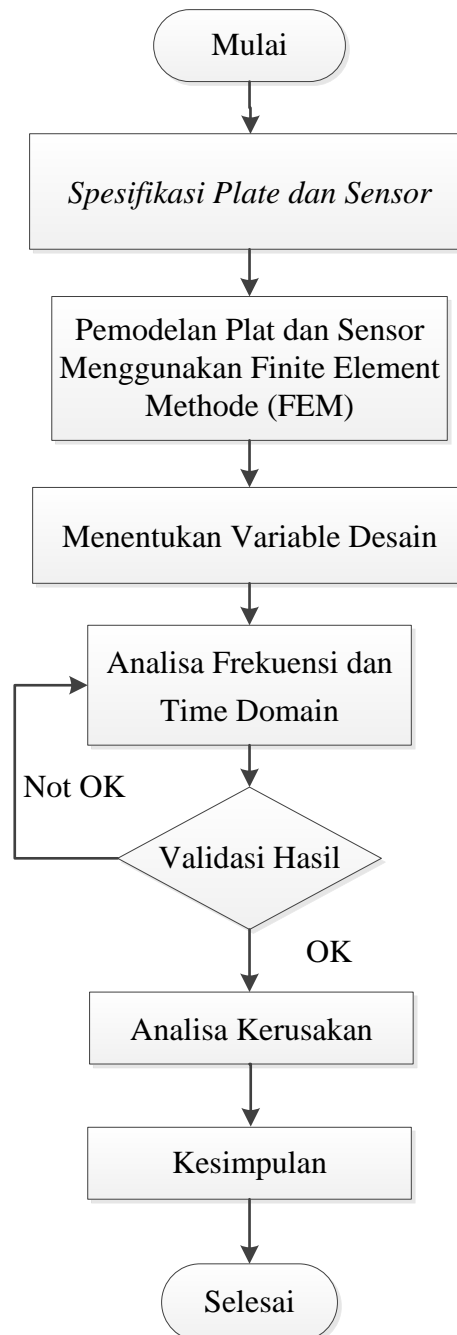 Mulai
Spesifikasi Plate dan Sensor
Pemodelan Plat dan Sensor
Menggunakan Finite Element
Methode (FEM)
Menentukan Variable Desain
Analisa Frekuensi dan
Time Domain
Not OK
Validasi Hasil
OK
Analisa Kerusakan
Kesimpulan
Selesai